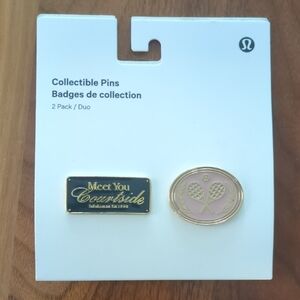 Collectible Pins
Badges de collection
2 Pack / Duo
Meet You
Courtside